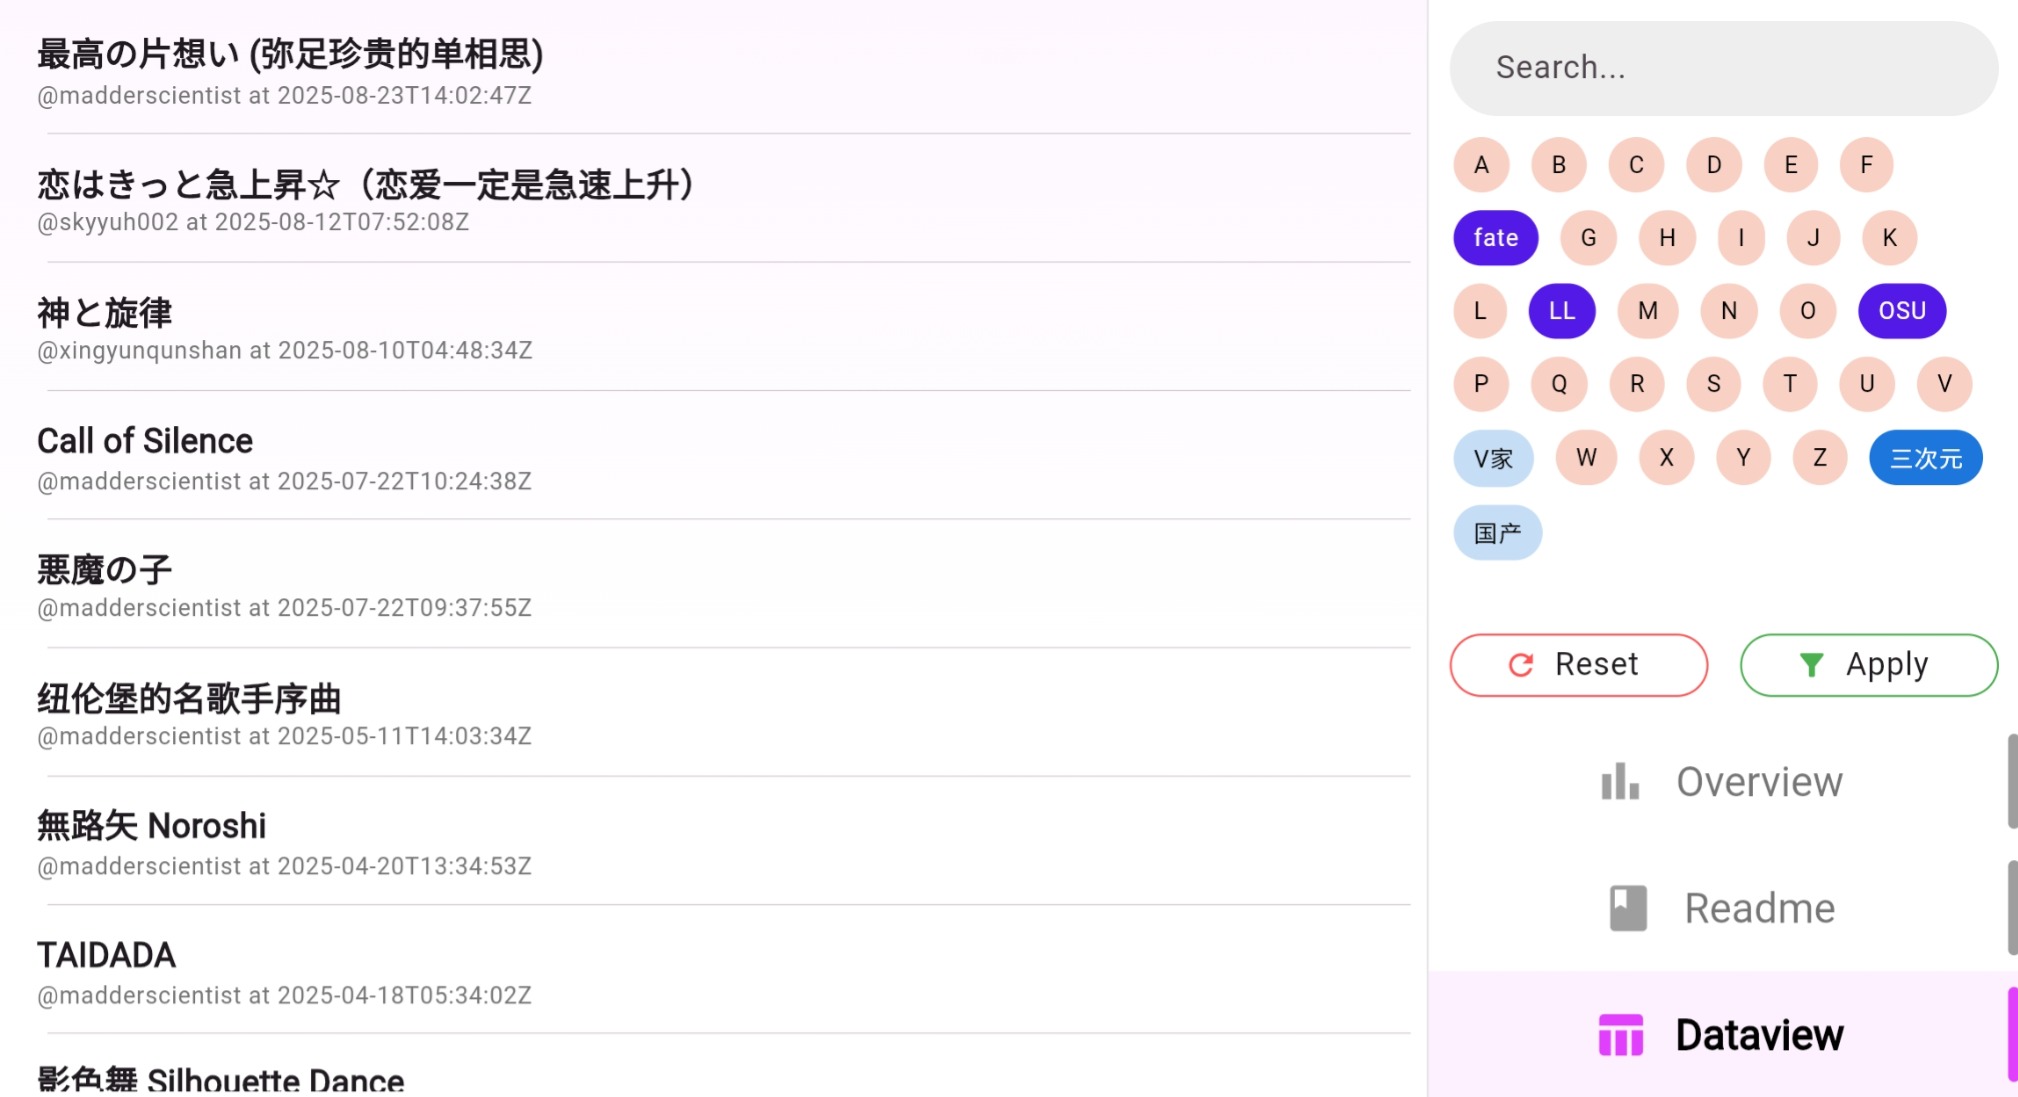 最高の片想い (弥足珍贵的单相思)
@madderscientist at 2025-08-23T14:02:47Z
恋はきっと急上昇☆（恋爱一定是急速上升）
@skyyuh002 at 2025-08-12T07:52:08Z
神と旋律
@xingyunqunshan at 2025-08-10T04:48:34Z
Call of Silence
@madderscientist at 2025-07-22T10:24:38Z
悪魔の子
@madderscientist at 2025-07-22T09:37:55Z
纽伦堡的名歌手序曲
@madderscientist at 2025-05-11T14:03:34Z
無路矢 Noroshi
@madderscientist at 2025-04-20T13:34:53Z
TAIDADA
@madderscientist at 2025-04-18T05:34:02Z
影色舞 Silhouette Dance
Search...
A B C D E F
fate G H I J K
L LL M N O OSU
P Q R S T U V
V家 W X Y Z 三次元
国产
Reset Apply
Overview
Readme
Dataview